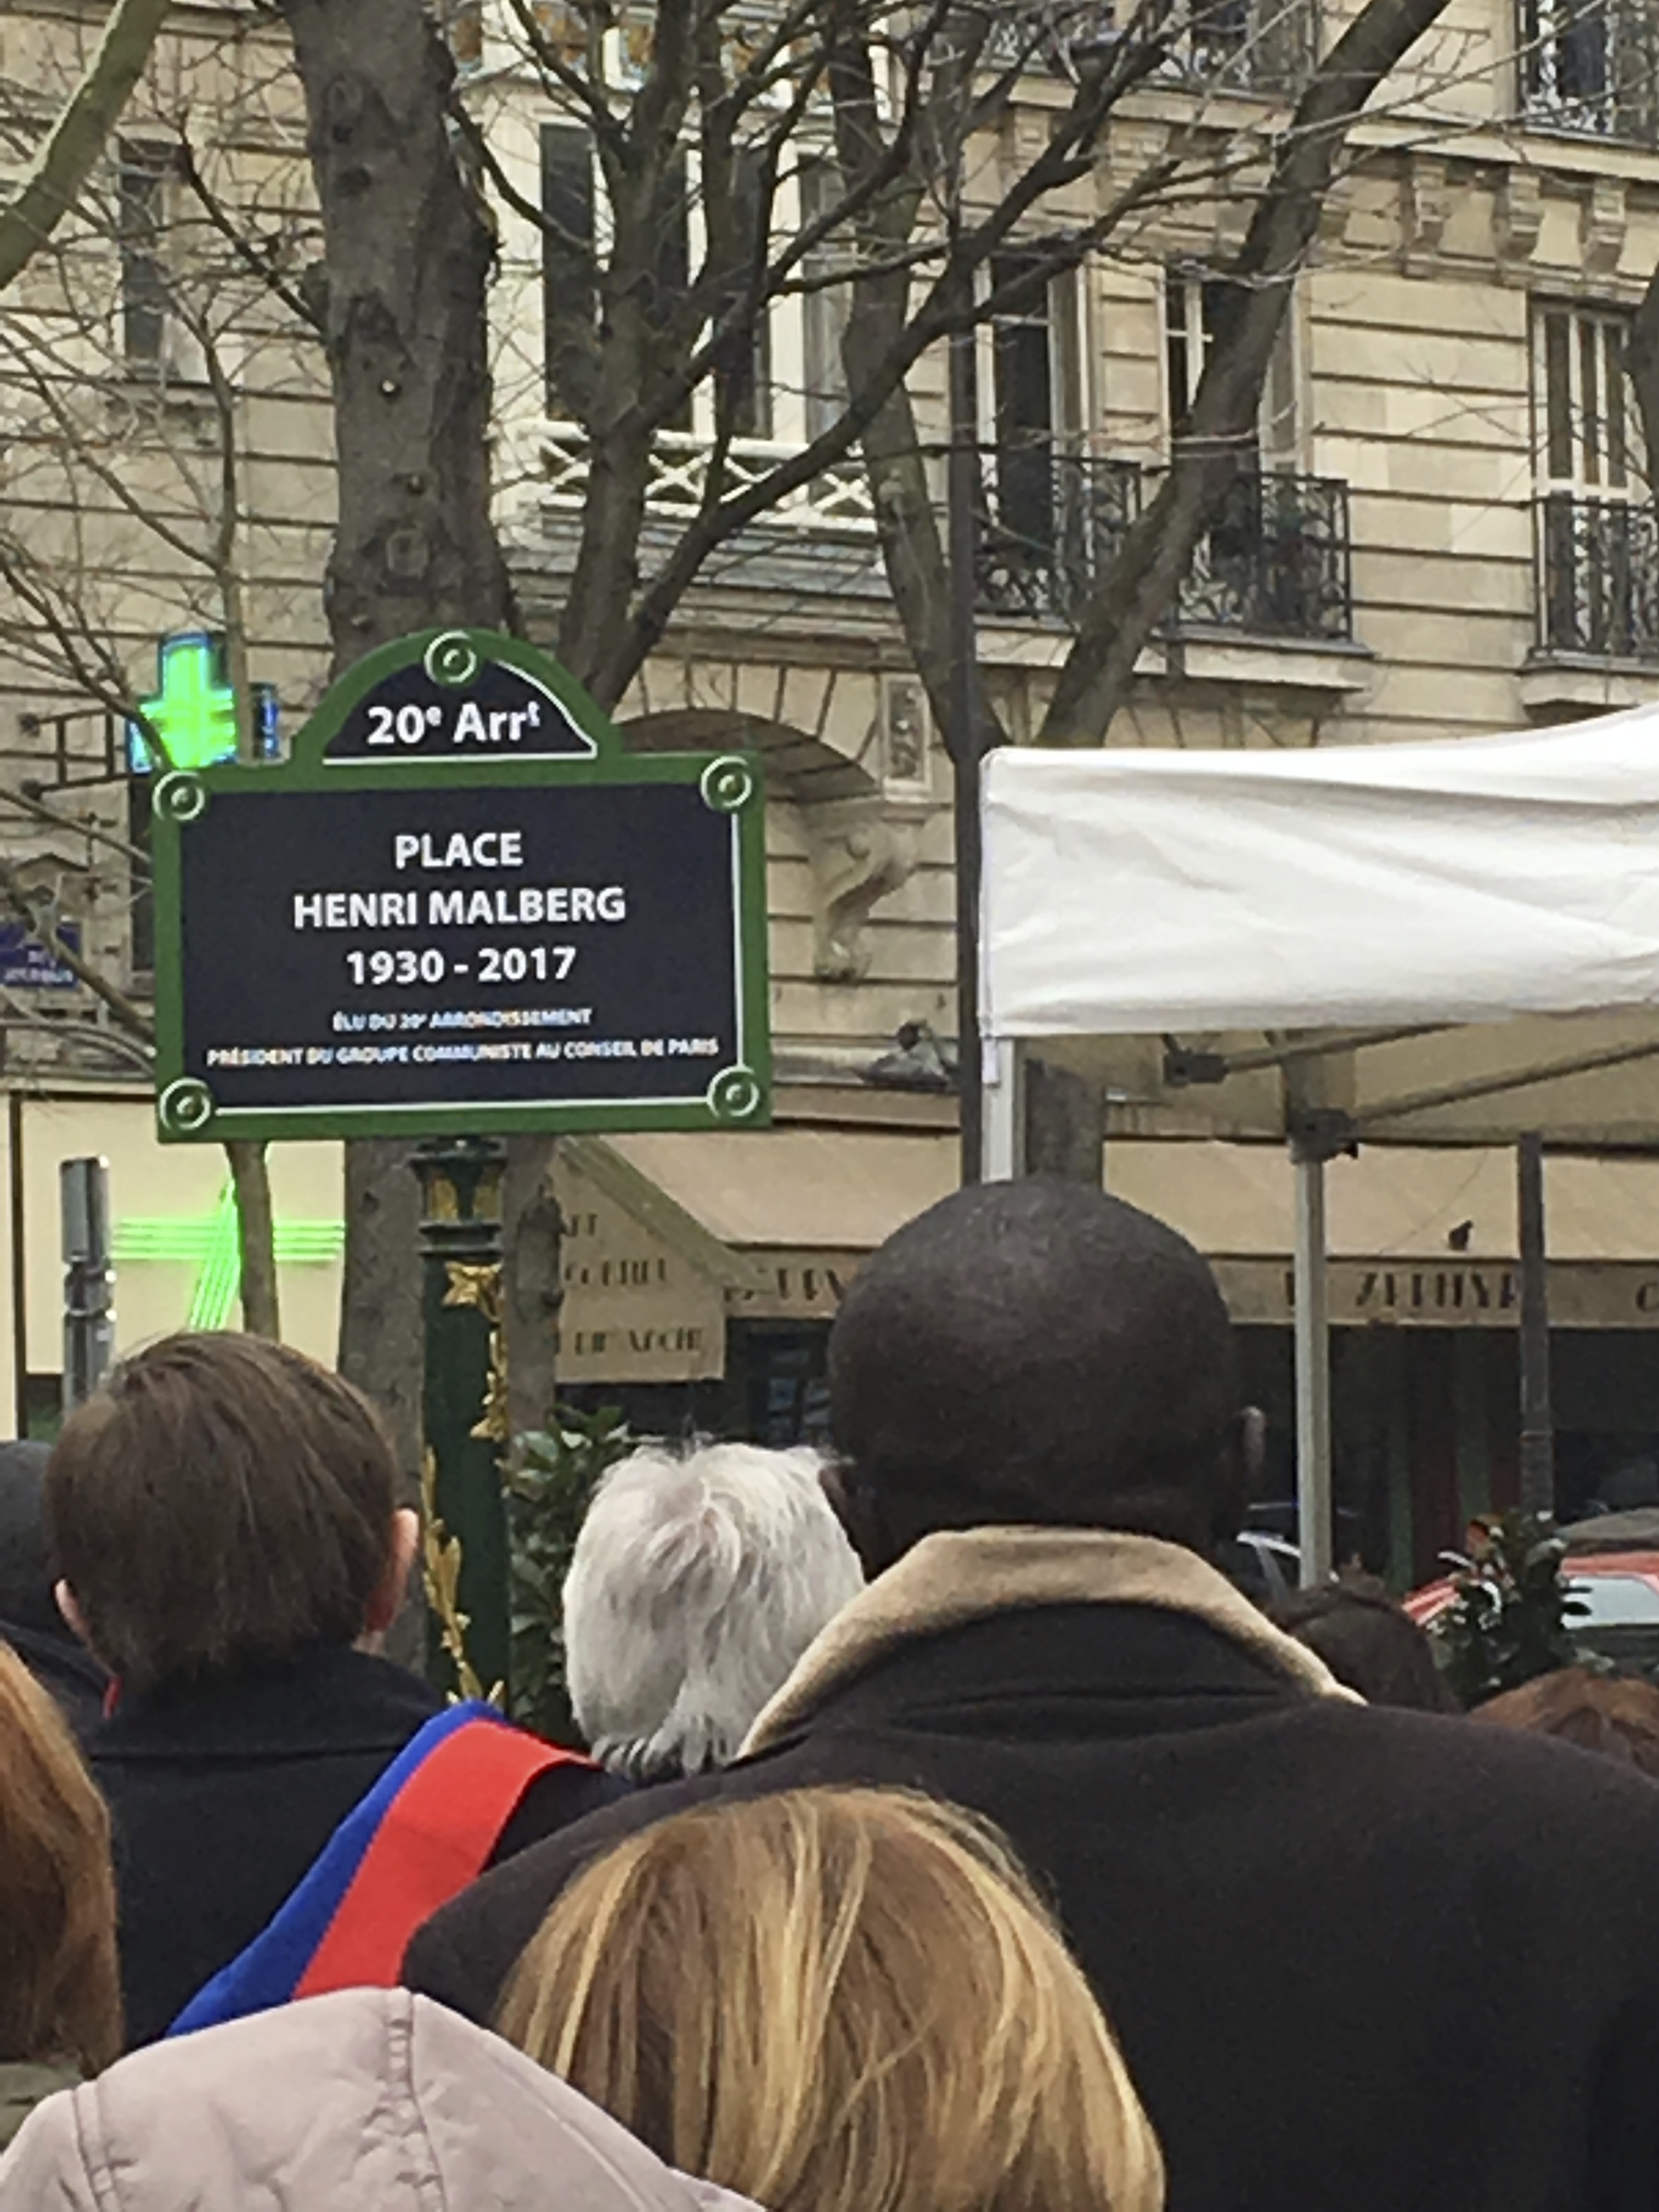 20e Arrt
PLACE
HENRI MALBERG
1930 - 2017
ÉLU DU 20e ARRONDISSEMENT
PRÉSIDENT DU GROUPE COMMUNISTE AU CONSEIL DE PARIS
ZEPHYR